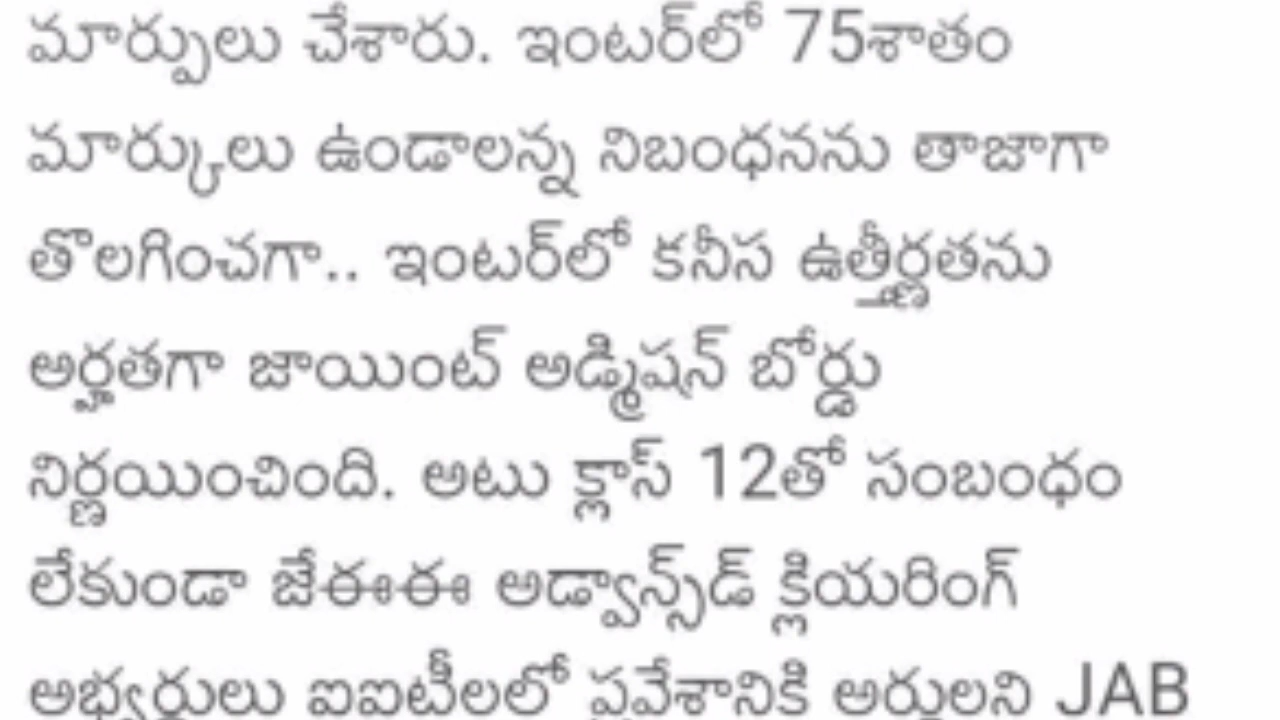 మార్పులు చేశారు. ఇంటర్‌లో 75శాతం
మార్కులు ఉండాలన్న నిబంధనను తాజాగా
తొలగించగా.. ఇంటర్‌లో కనీస ఉత్తీర్ణతను
అర్హతగా జాయింట్ అడ్మిషన్ బోర్డు
నిర్ణయించింది. అటు క్లాస్ 12తో సంబంధం
లేకుండా జేఈఈ అడ్వాన్స్‌డ్ క్లియరింగ్
అభ్యర్థులు ఐఐటీలలో ప్రవేశానికి అర్హులని JAB